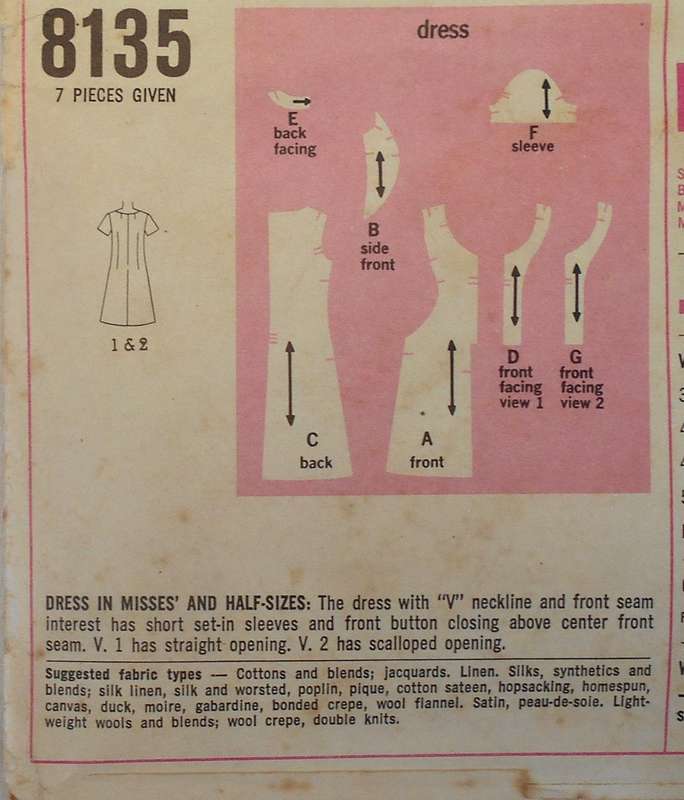 8135
7 PIECES GIVEN
dress
E
back
facing
F
sleeve
B
side
front
1 & 2
D
front
facing
view 1
G
front
facing
view 2
C
back
A
front
DRESS IN MISSES' AND HALF-SIZES: The dress with "V" neckline and front seam
interest has short set-in sleeves and front button closing above center front
seam. V. 1 has straight opening. V. 2 has scalloped opening.
Suggested fabric types — Cottons and blends; jacquards. Linen. Silks, synthetics and
blends; silk linen, silk and worsted, poplin, pique, cotton sateen, hopsacking, homespun,
canvas, duck, moire, gabardine, bonded crepe, wool flannel. Satin, peau-de-soie. Light-
weight wools and blends; wool crepe, double knits.